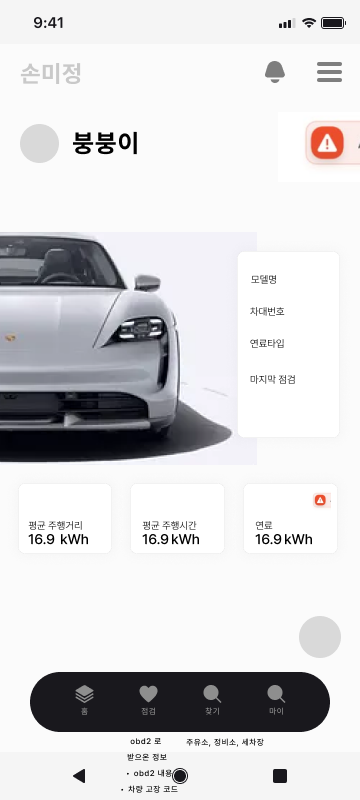 9:41
손미정
붕붕이
모델명
차대번호
연료타입
마지막 점검
평균 주행거리
16.9 kWh
평균 주행시간
16.9 kWh
연료
16.9 kWh
홈
점검
찾기
마이
obd2 로
받으온 정보
• obd2 내용
• 차량 고장 코드
주유소, 정비소, 세차장